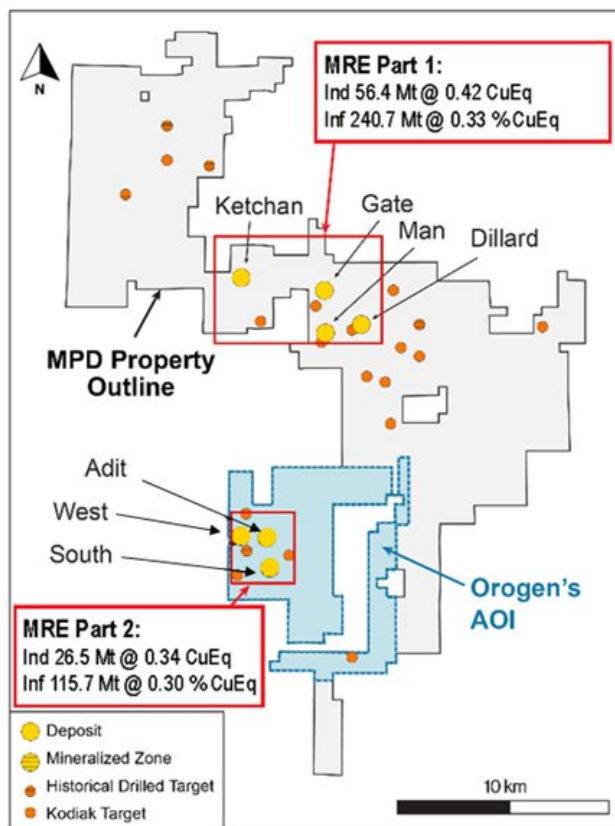 N
MRE Part 1:
Ind 56.4 Mt @ 0.42 CuEq
Inf 240.7 Mt @ 0.33 %CuEq
Ketchan
Gate
Man
Dillard
MPD Property
Outline
Adit
West
South
Orogen's
AOI
MRE Part 2:
Ind 26.5 Mt @ 0.34 CuEq
Inf 115.7 Mt @ 0.30 %CuEq
Deposit
Mineralized Zone
Historical Drilled Target
Kodiak Target
10 km